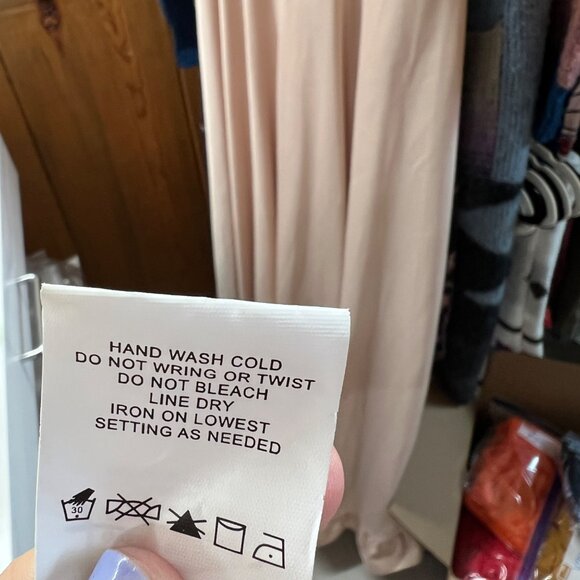 HAND WASH COLD
DO NOT WRING OR TWIST
DO NOT BLEACH
LINE DRY
IRON ON LOWEST
SETTING AS NEEDED
30